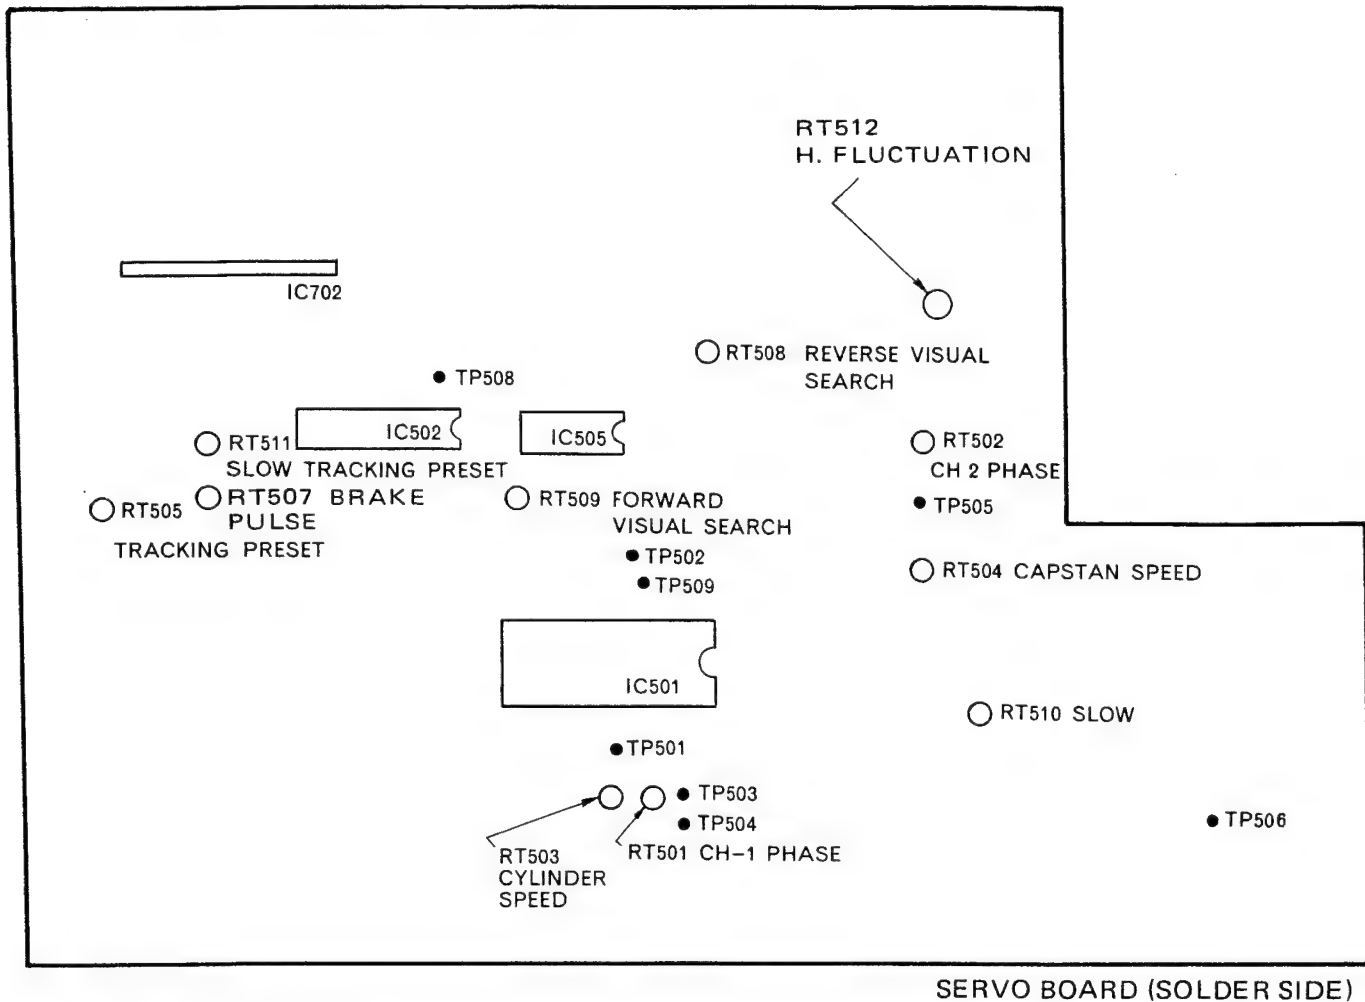 RT512
H. FLUCTUATION
IC702
RT508 REVERSE VISUAL
SEARCH
TP508
IC502
IC505
RT511
SLOW TRACKING PRESET
RT502
CH 2 PHASE
RT507 BRAKE
PULSE
RT505
TRACKING PRESET
RT509 FORWARD
VISUAL SEARCH
TP505
TP502
TP509
RT504 CAPSTAN SPEED
IC501
RT510 SLOW
TP501
TP503
TP504
TP506
RT503
CYLINDER
SPEED
RT501 CH-1 PHASE
SERVO BOARD (SOLDER SIDE)